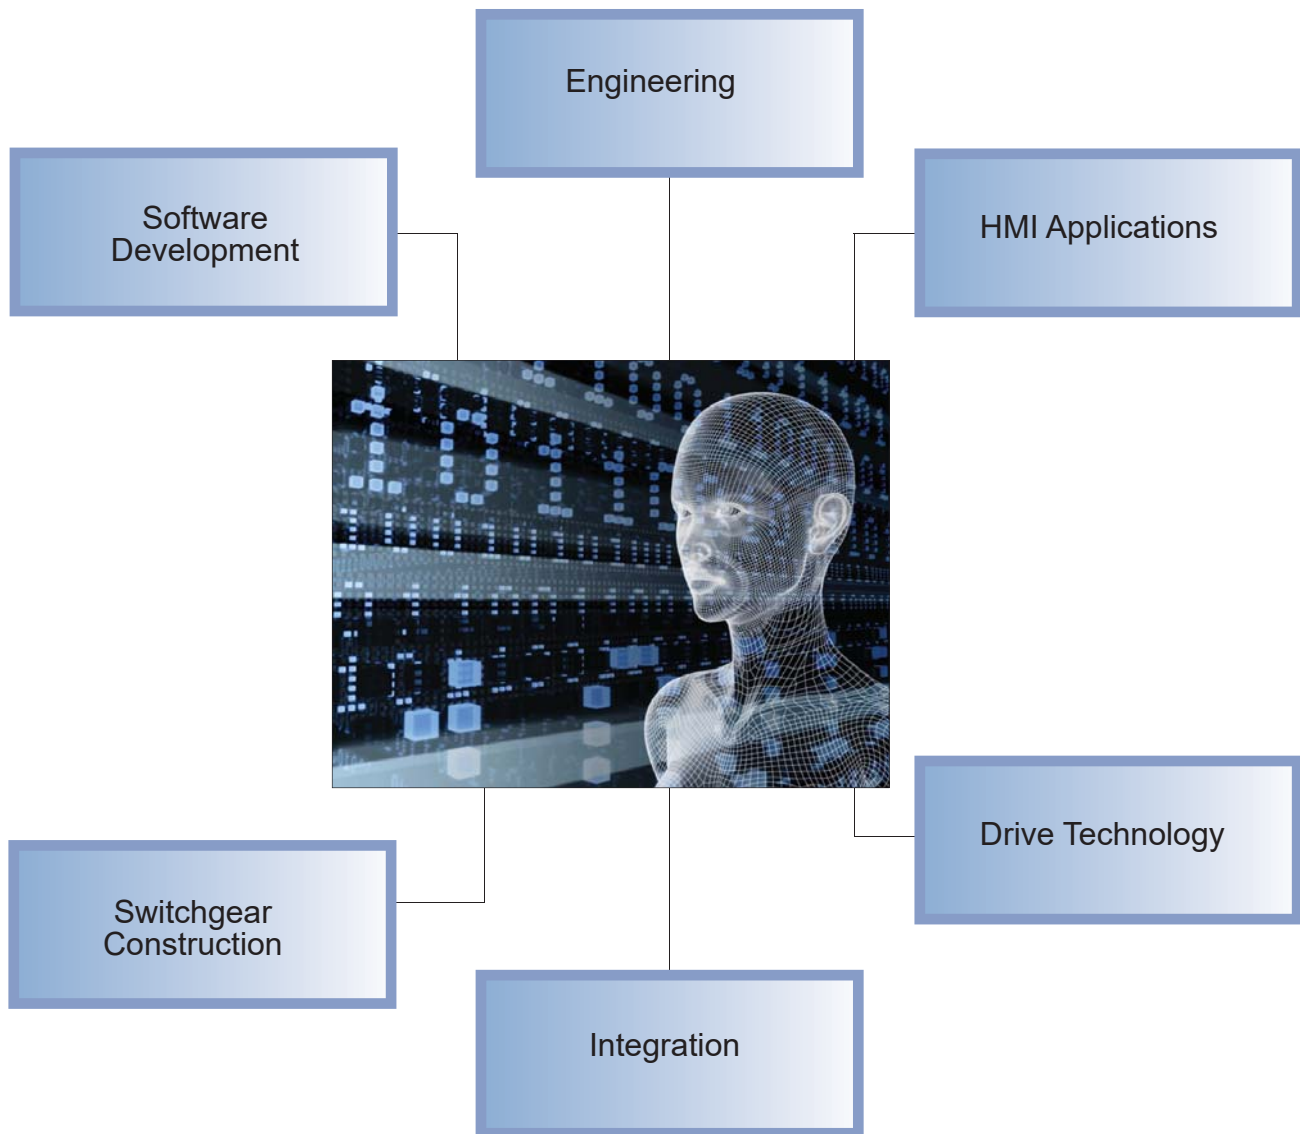 Engineering
Software
Development
HMI Applications
Drive Technology
Switchgear
Construction
Integration